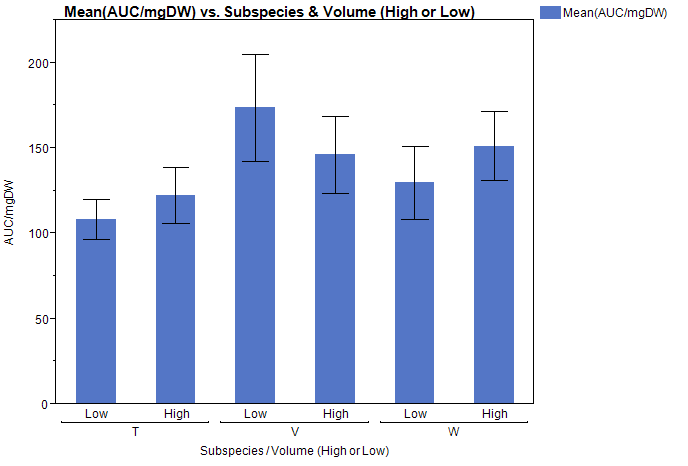 Mean(AUC/mgDW) vs. Subspecies & Volume (High or Low)
Mean(AUC/mgDW)
AUC/mgDW
200
150
100
50
0
Low High Low High Low High
T V W
Subspecies / Volume (High or Low)